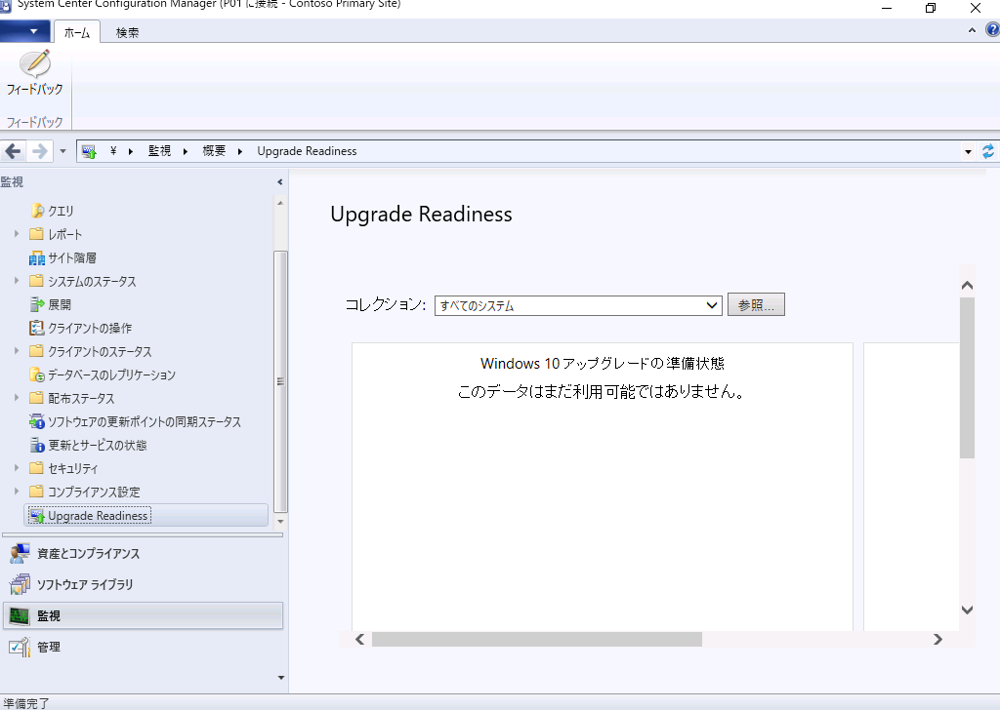 System Center Configuration Manager (P01 に接続 - Contoso Primary Site)
ホーム
検索
フィードバック
フィードバック
¥ 監視 概要 Upgrade Readiness
監視
クエリ
レポート
サイト階層
システムのステータス
展開
クライアントの操作
クライアントのステータス
データベースのレプリケーション
配布ステータス
ソフトウェアの更新ポイントの同期ステータス
更新とサービスの状態
セキュリティ
コンプライアンス設定
Upgrade Readiness
資産とコンプライアンス
ソフトウェア ライブラリ
監視
管理
Upgrade Readiness
コレクション: すべてのシステム 参照...
Windows 10 アップグレードの準備状態
このデータはまだ利用可能ではありません。
準備完了